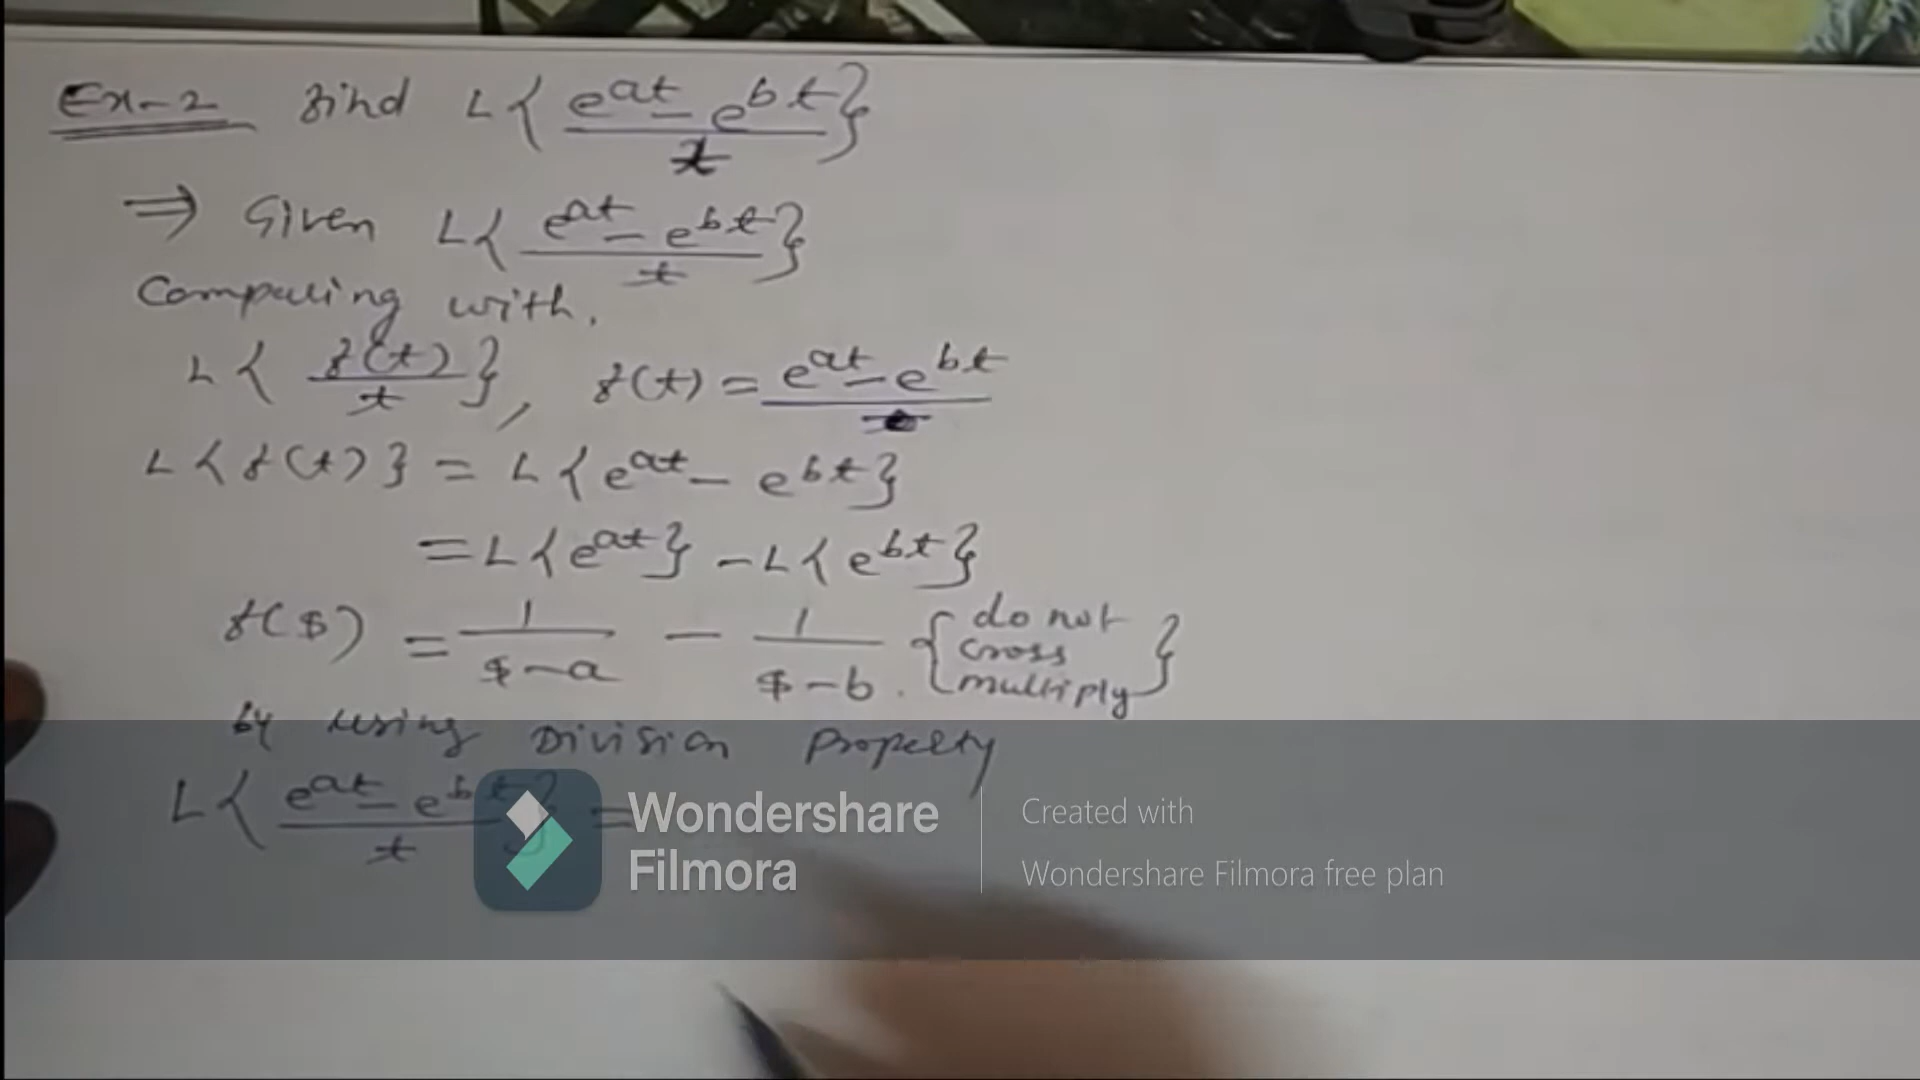 Ex-2 Find L{ e^at - e^bt / t }
⇒ Given L{ e^at - e^bt / t }
Comparing with,
L{ f(t) / t }, f(t) = e^at - e^bt
L{f(t)} = L{e^at - e^bt}
= L{e^at} - L{e^bt}
f(s) = 1 / s-a - 1 / s-b . { do not cross multiply }
by using Division Property
L{ e^at - e^bt / t } =
Wondershare Filmora
Created with
Wondershare Filmora free plan